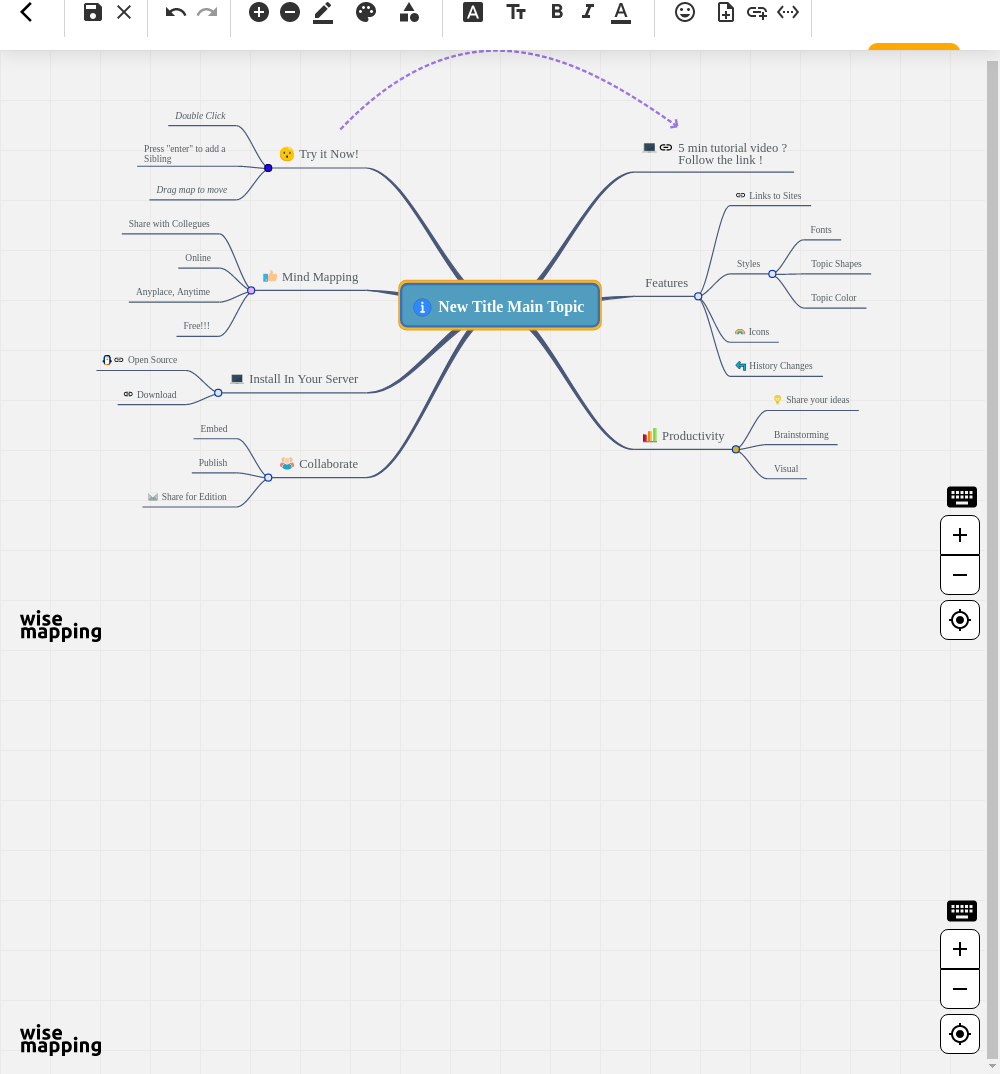 Double Click
Press "enter" to add a
Sibling
Drag map to move
Try it Now!
Share with Collegues
Online
Anyplace, Anytime
Free!!!
Mind Mapping
Open Source
Download
Install In Your Server
Embed
Publish
Share for Edition
Collaborate
New Title Main Topic
5 min tutorial video ?
Follow the link !
Features
Links to Sites
Styles
Fonts
Topic Shapes
Topic Color
Icons
History Changes
Productivity
Share your ideas
Brainstorming
Visual
wise
mapping
wise
mapping